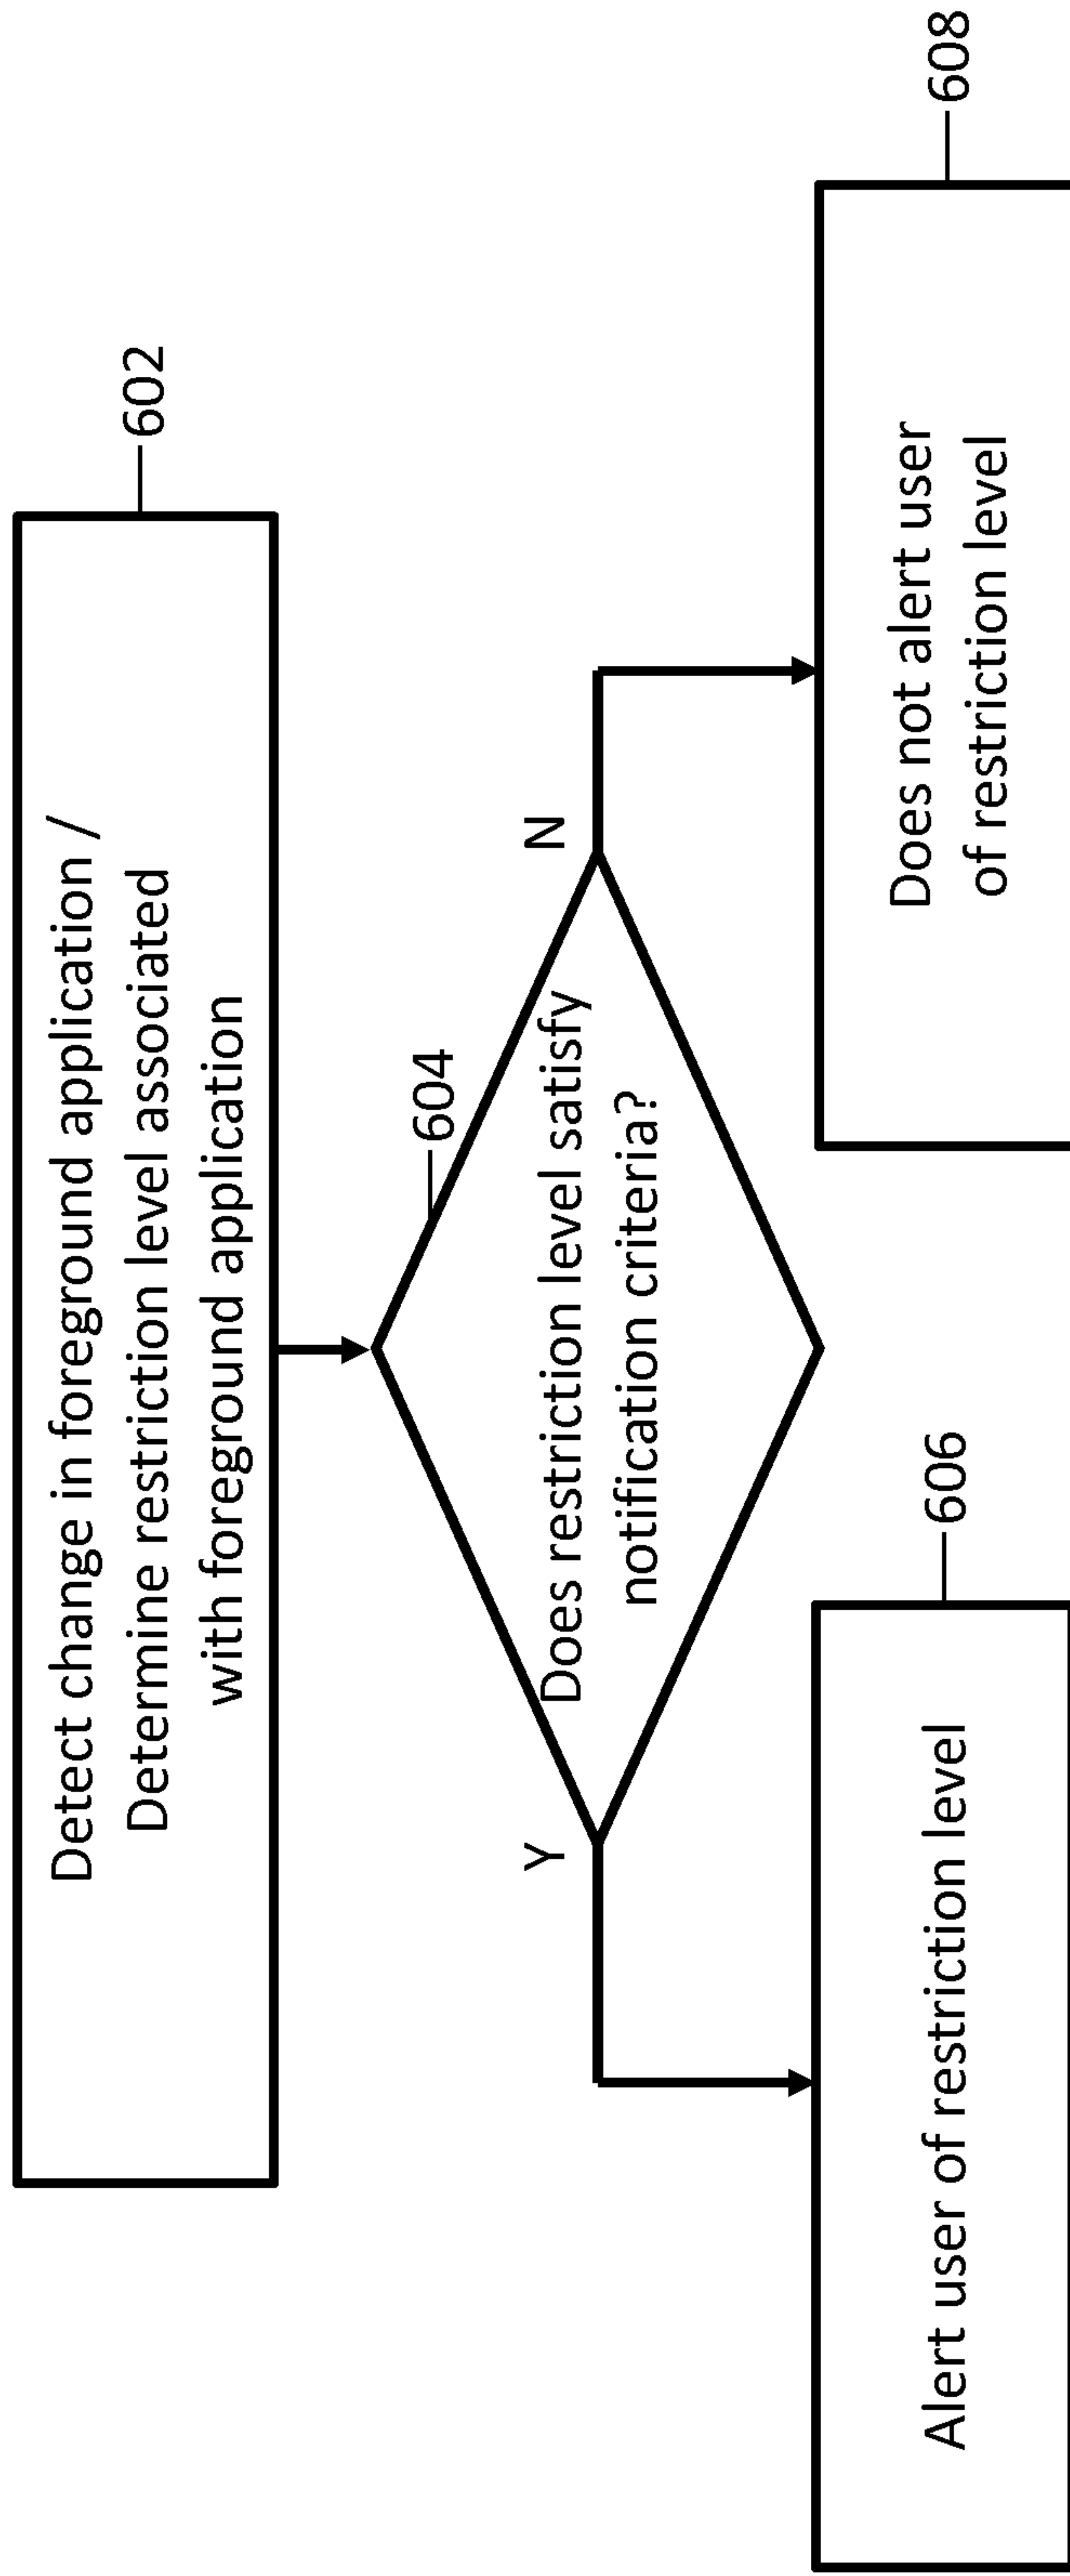 Detect change in foreground application /
Determine restriction level associated
with foreground application
602
604
Does restriction level satisfy
notification criteria?
Y
N
Alert user of restriction level
606
Does not alert user
of restriction level
608